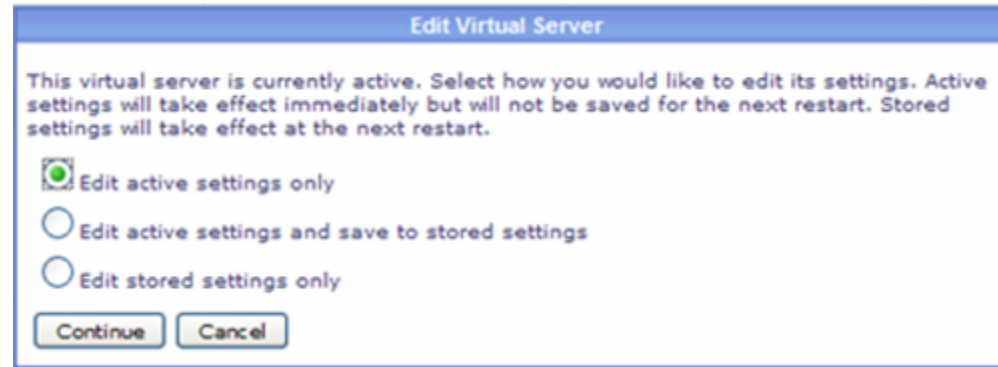 Edit Virtual Server
This virtual server is currently active. Select how you would like to edit its settings. Active
settings will take effect immediately but will not be saved for the next restart. Stored
settings will take effect at the next restart.
Edit active settings only
Edit active settings and save to stored settings
Edit stored settings only
Continue Cancel